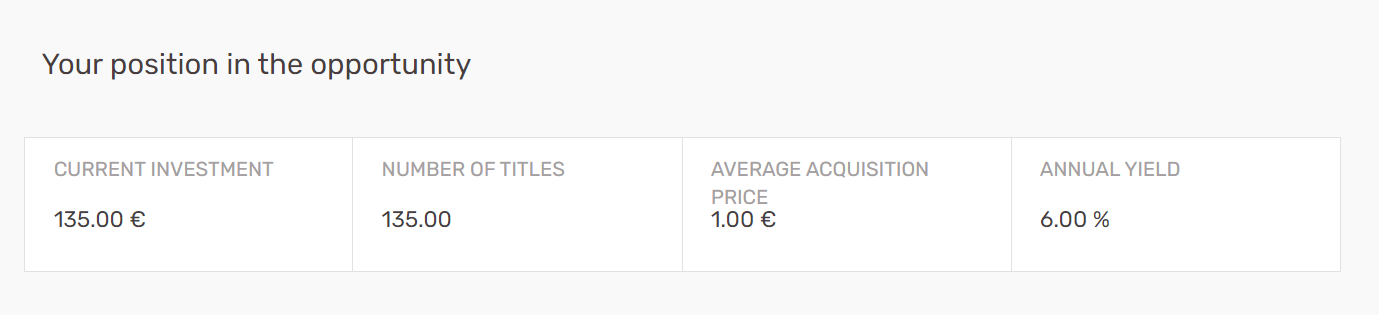 Your position in the opportunity
CURRENT INVESTMENT
135.00 €
NUMBER OF TITLES
135.00
AVERAGE ACQUISITION
PRICE
1.00 €
ANNUAL YIELD
6.00 %